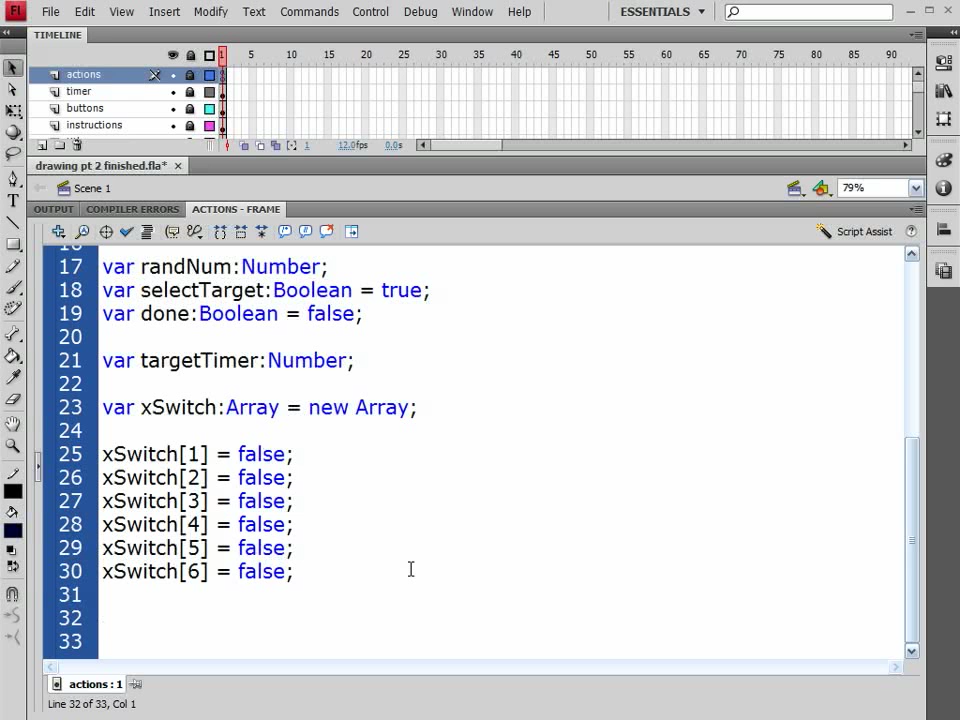 Fl File Edit View Insert Modify Text Commands Control Debug Window Help ESSENTIALS
TIMELINE
1 5 10 15 20 25 30 35 40 45 50 55 60 65 70 75 80 85 90
actions
timer
buttons
instructions
1 12.0fps 0.0s
drawing pt 2 finished.fla*
Scene 1 79%
OUTPUT COMPILER ERRORS ACTIONS - FRAME
Script Assist
16
17 var randNum:Number;
18 var selectTarget:Boolean = true;
19 var done:Boolean = false;
20
21 var targetTimer:Number;
22
23 var xSwitch:Array = new Array;
24
25 xSwitch[1] = false;
26 xSwitch[2] = false;
27 xSwitch[3] = false;
28 xSwitch[4] = false;
29 xSwitch[5] = false;
30 xSwitch[6] = false;
31
32
33
actions : 1
Line 32 of 33, Col 1